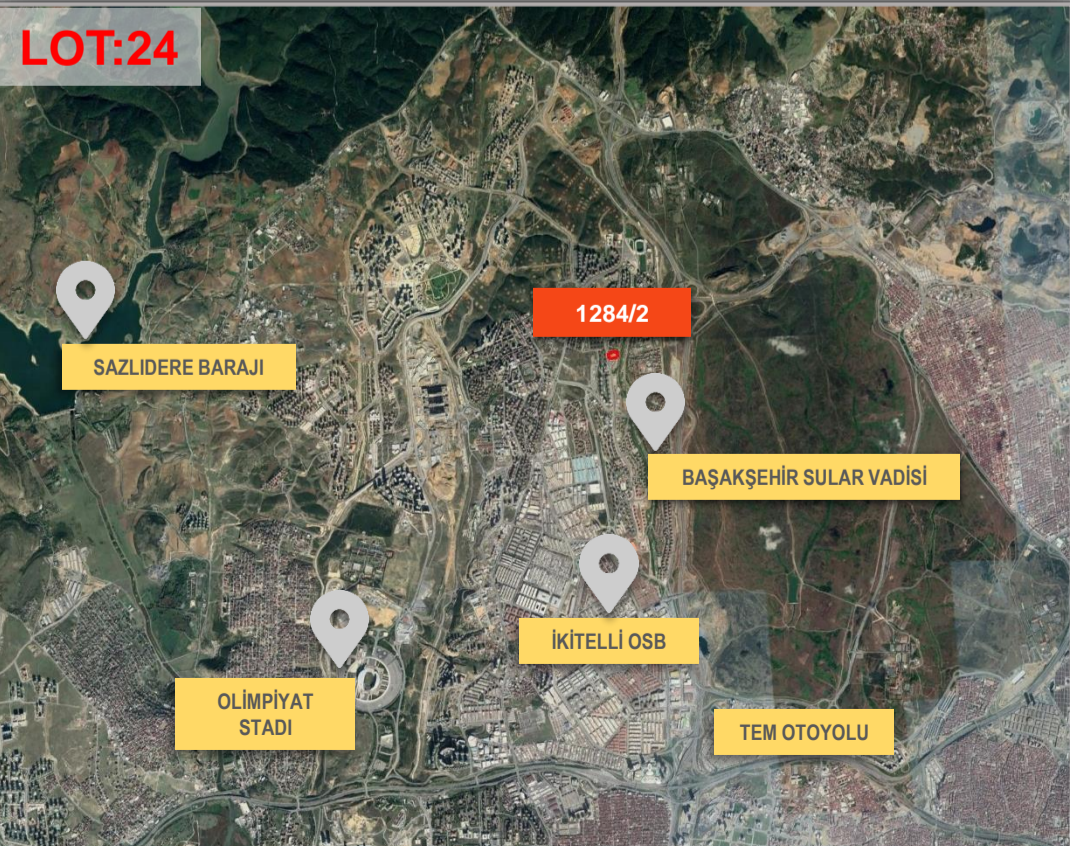 LOT:24
1284/2
SAZLIDERE BARAJI
BAŞAKŞEHİR SULAR VADİSİ
İKİTELLİ OSB
OLİMPİYAT
STADI
TEM OTOYOLU